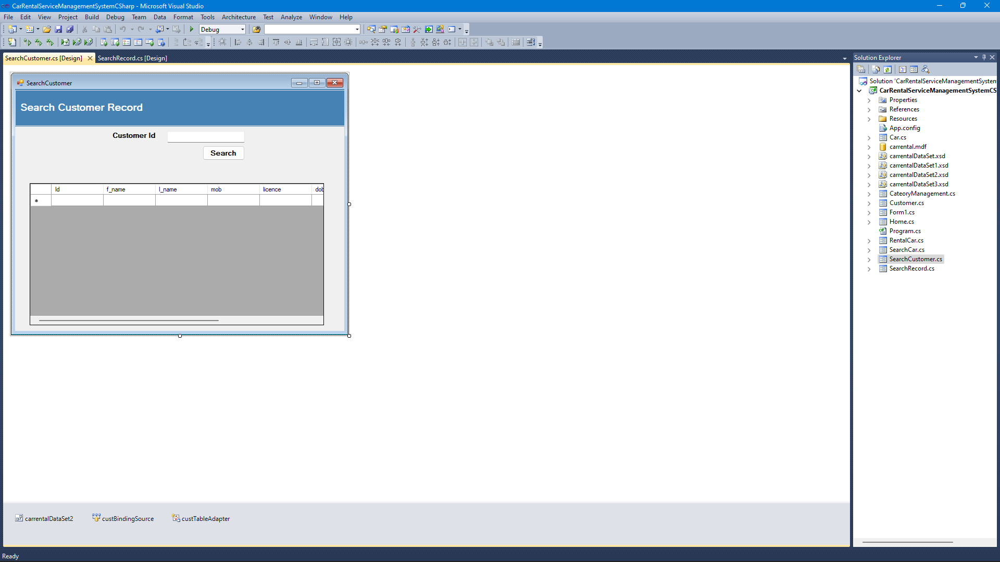 CarRentalServiceManagementSystemCSharp - Microsoft Visual Studio
File Edit View Project Build Debug Team Data Format Tools Architecture Test Analyze Window Help
Debug
SearchCustomer.cs [Design] SearchRecord.cs [Design]
SearchCustomer
Search Customer Record
Customer Id
Search
Id f_name l_name mob licence dob
carrentalDataSet2 custBindingSource custTableAdapter
Solution Explorer
Solution 'CarRentalServiceManagementSystem
CarRentalServiceManagementSystemCS
Properties
References
Resources
App.config
Car.cs
carrental.mdf
carrentalDataSet.xsd
carrentalDataSet1.xsd
carrentalDataSet2.xsd
carrentalDataSet3.xsd
CateoryManagement.cs
Customer.cs
Form1.cs
Home.cs
Program.cs
RentalCar.cs
SearchCar.cs
SearchCustomer.cs
SearchRecord.cs
Ready